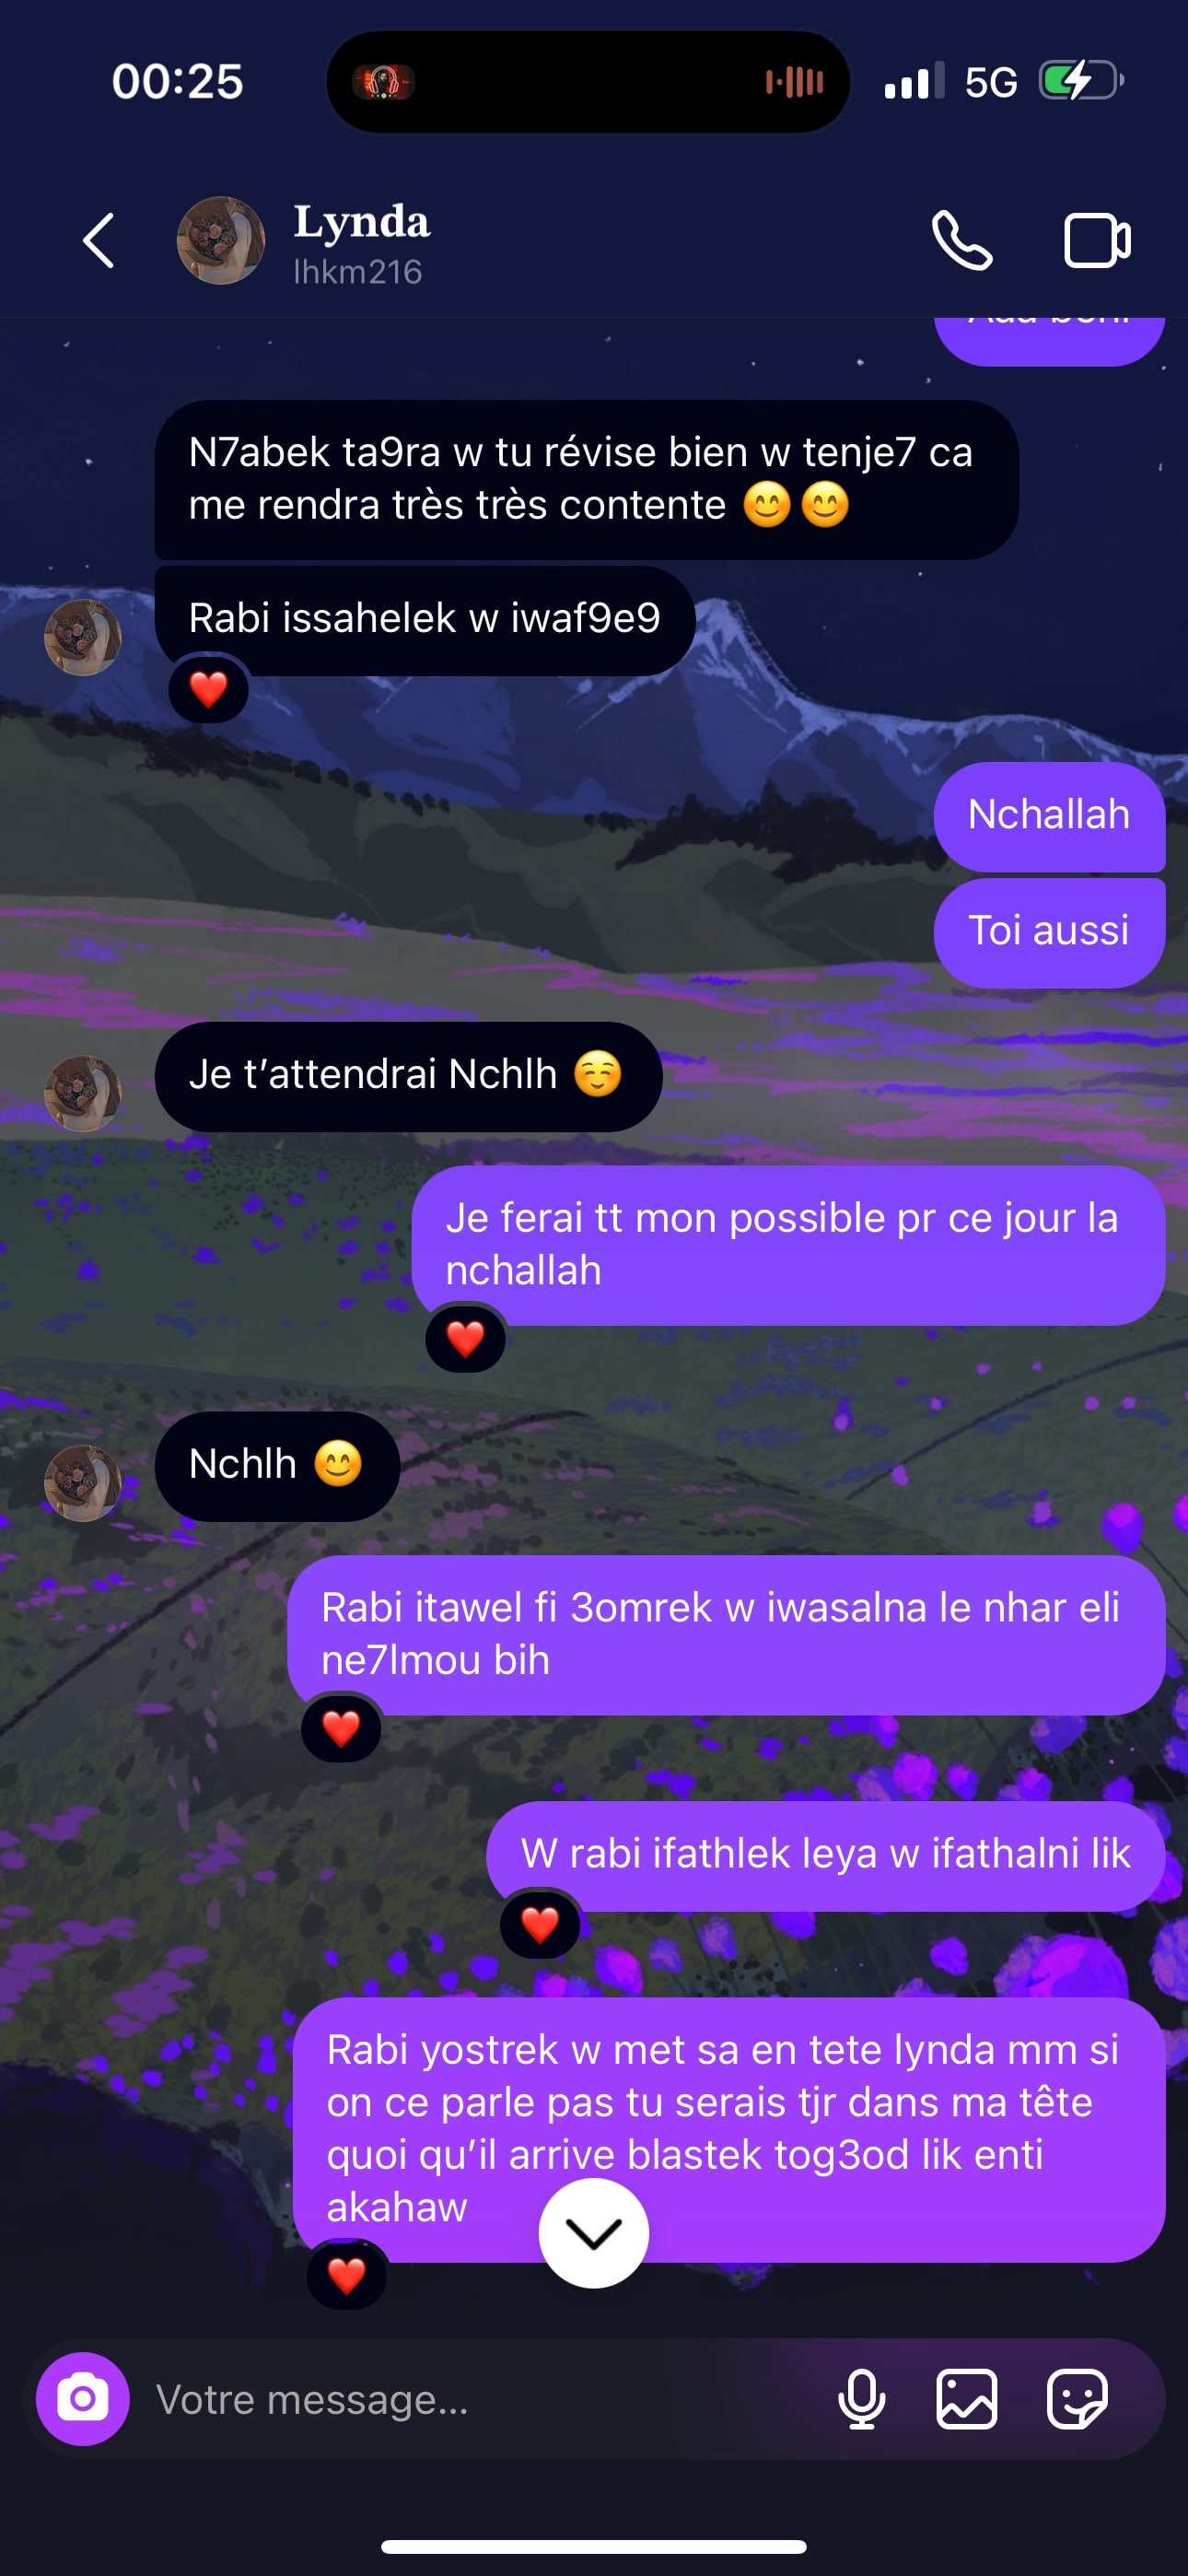 00:25
5G
Lynda
lhkm216
N7abek ta9ra w tu révise bien w tenje7 ca
me rendra très très contente 😊😊
Rabi issahelek w iwaf9e9
❤️
Nchallah
Toi aussi
Je t’attendrai Nchlh ☺️
Je ferai tt mon possible pr ce jour la
nchallah
❤️
Nchlh 😊
Rabi itawel fi 3omrek w iwasalna le nhar eli
ne7lmou bih
❤️
W rabi ifathlek leya w ifathalni lik
❤️
Rabi yostrek w met sa en tete lynda mm si
on ce parle pas tu serais tjr dans ma tête
quoi qu’il arrive blastek tog3od lik enti
akahaw
❤️
Votre message...